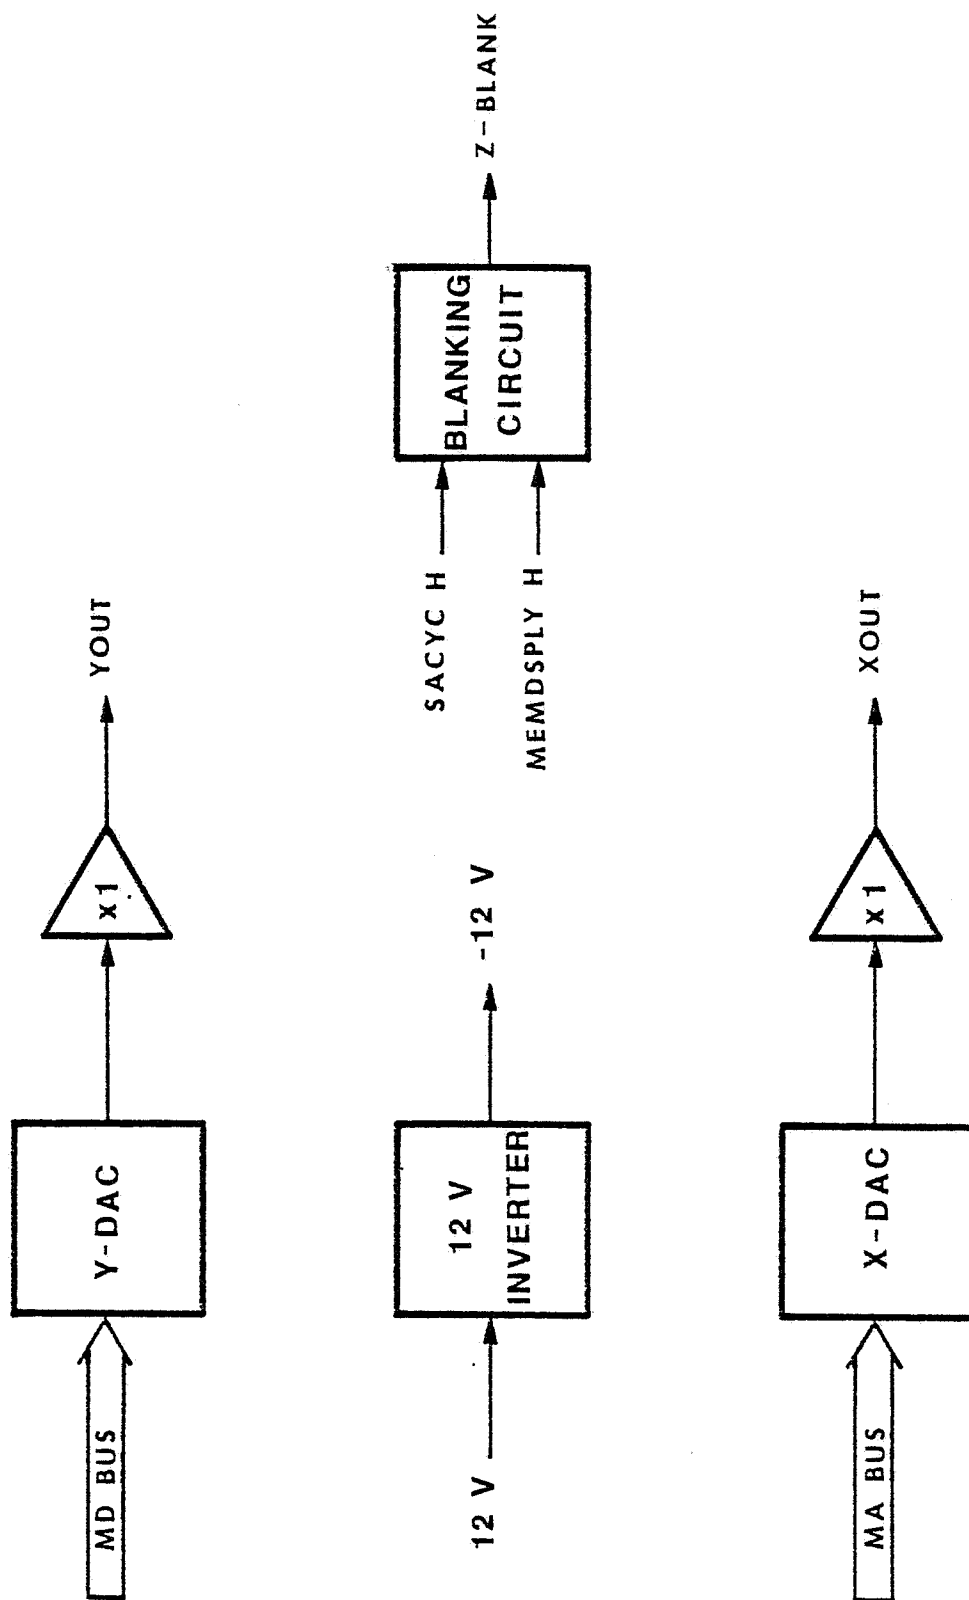 MD BUS
Y-DAC
x1
YOUT
12 V
12 V
INVERTER
-12 V
SACYC H
MEMDSPLY H
BLANKING
CIRCUIT
Z-BLANK
MA BUS
X-DAC
x1
XOUT